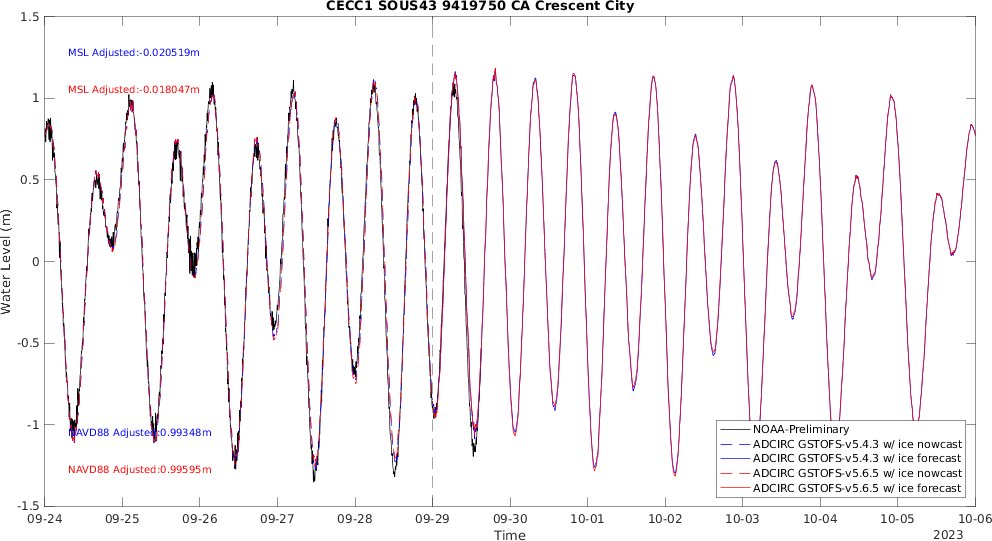 CECC1 SOUS43 9419750 CA Crescent City
1.5
MSL Adjusted:-0.020519m
MSL Adjusted:-0.018047m
1
0.5
Water Level (m)
0
-0.5
-1
NAVD88 Adjusted:0.99348m
NAVD88 Adjusted:0.99595m
-1.5
NOAA-Preliminary
ADCIRC GSTOFS-v5.4.3 w/ ice nowcast
ADCIRC GSTOFS-v5.4.3 w/ ice forecast
ADCIRC GSTOFS-v5.6.5 w/ ice nowcast
ADCIRC GSTOFS-v5.6.5 w/ ice forecast
09-24 09-25 09-26 09-27 09-28 09-29 09-30 10-01 10-02 10-03 10-04 10-05 10-06
Time
2023